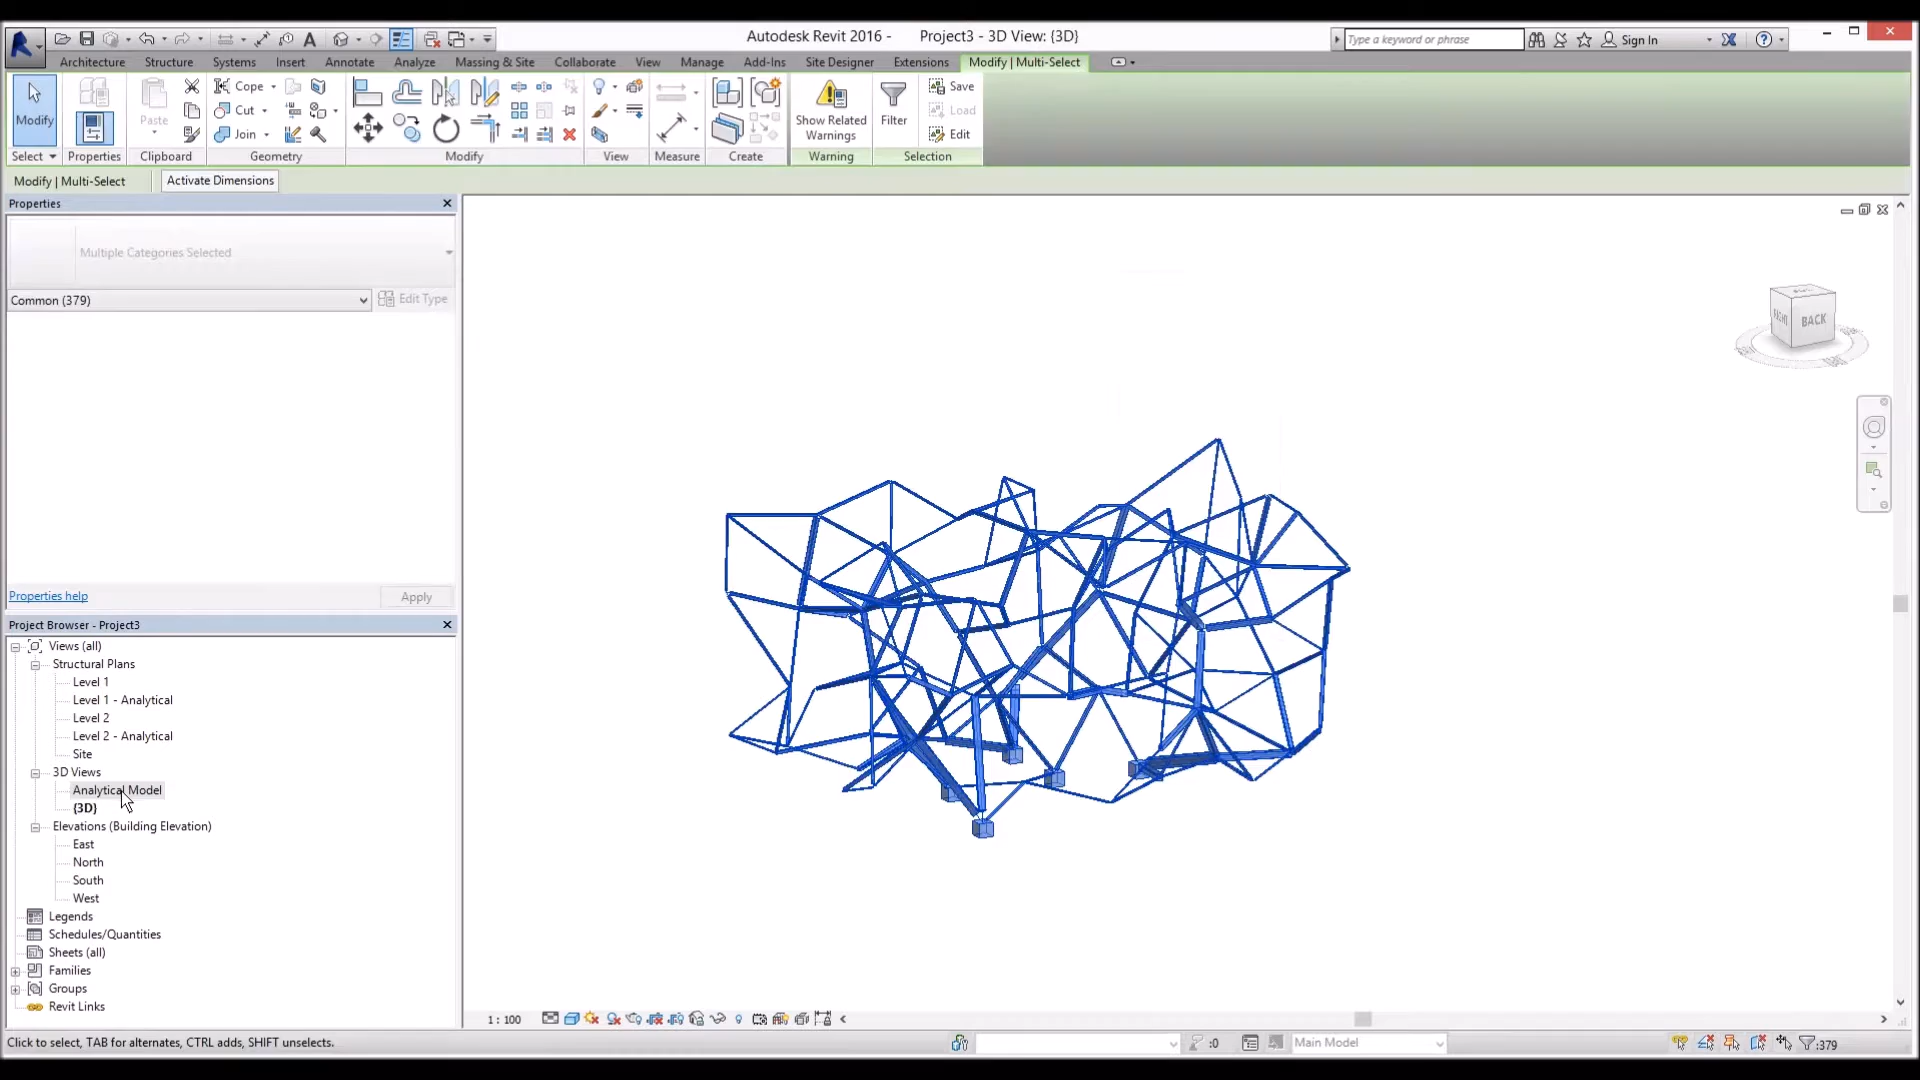 Autodesk Revit 2016 - Project3 - 3D View: {3D}
Type a keyword or phrase
Sign In
Architecture Structure Systems Insert Annotate Analyze Massing & Site Collaborate View Manage Add-Ins Site Designer Extensions Modify | Multi-Select
Modify
Paste
Cope
Cut
Join
Show Related Warnings
Filter
Save
Load
Edit
Select Properties Clipboard Geometry Modify View Measure Create Warning Selection
Modify | Multi-Select
Activate Dimensions
Properties
Multiple Categories Selected
Common (379)
Edit Type
RIGHT
BACK
Properties help
Apply
Project Browser - Project3
Views (all)
Structural Plans
Level 1
Level 1 - Analytical
Level 2
Level 2 - Analytical
Site
3D Views
Analytical Model
{3D}
Elevations (Building Elevation)
East
North
South
West
Legends
Schedules/Quantities
Sheets (all)
Families
Groups
Revit Links
1 : 100
Click to select, TAB for alternates, CTRL adds, SHIFT unselects.
:0
Main Model
:379